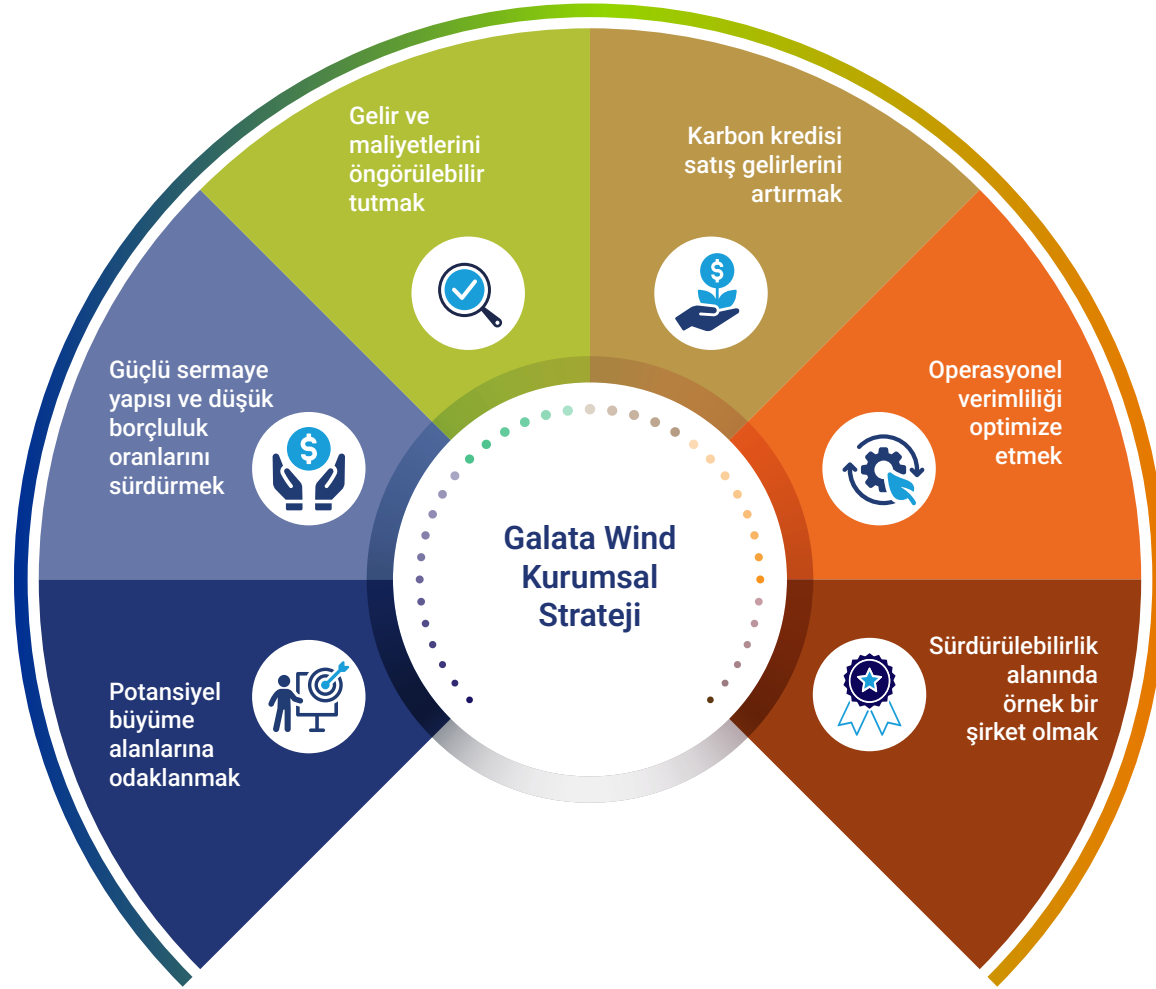 Gelir ve
maliyetlerini
öngörülebilir
tutmak
Karbon kredisi
satış gelirlerini
artırmak
Güçlü sermaye
yapısı ve düşük
borçluluk
oranlarını
sürdürmek
Operasyonel
verimliliği
optimize
etmek
Galata Wind
Kurumsal
Strateji
Potansiyel
büyüme
alanlarına
odaklanmak
Sürdürülebilirlik
alanında
örnek bir
şirket olmak